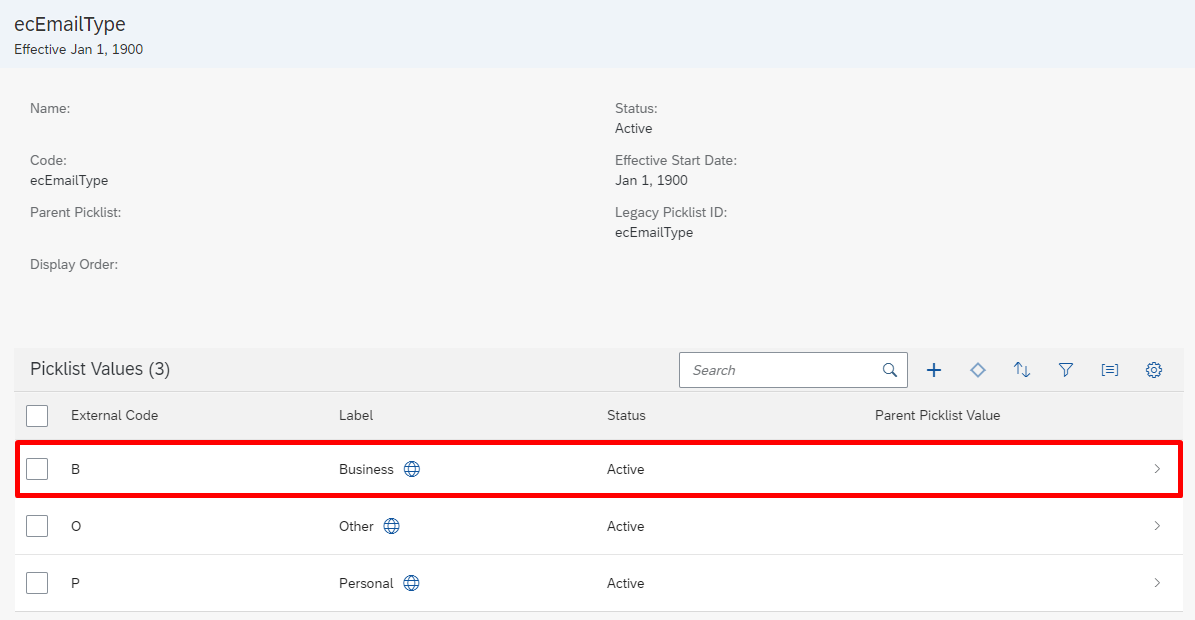 ecEmailType
Effective Jan 1, 1900
Name:
Status:
Active
Code:
ecEmailType
Effective Start Date:
Jan 1, 1900
Parent Picklist:
Legacy Picklist ID:
ecEmailType
Display Order:
Picklist Values (3) Search
External Code Label Status Parent Picklist Value
B Business Active
O Other Active
P Personal Active